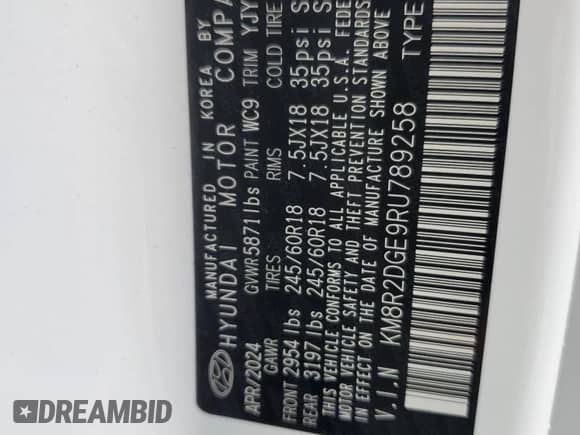 MANUFACTURED IN KOREA BY
HYUNDAI MOTOR COMPA
APR/2024 GVWR 5871 lbs PAINT WC9 TRIM YJY
GAWR TIRES RIMS COLD TIRE
FRONT 2954 lbs 245/60R18 7.5JX18 35psi S
REAR 3197 lbs 245/60R18 7.5JX18 35psi S
THIS VEHICLE CONFORMS TO ALL APPLICABLE U.S.A. FEDE
MOTOR VEHICLE SAFETY AND THEFT PREVENTION STANDARDS
IN EFFECT ON THE DATE OF MANUFACTURE SHOWN ABOVE
V.I.N KM8R2DGE9RU789258 TYPE
DREAMBID